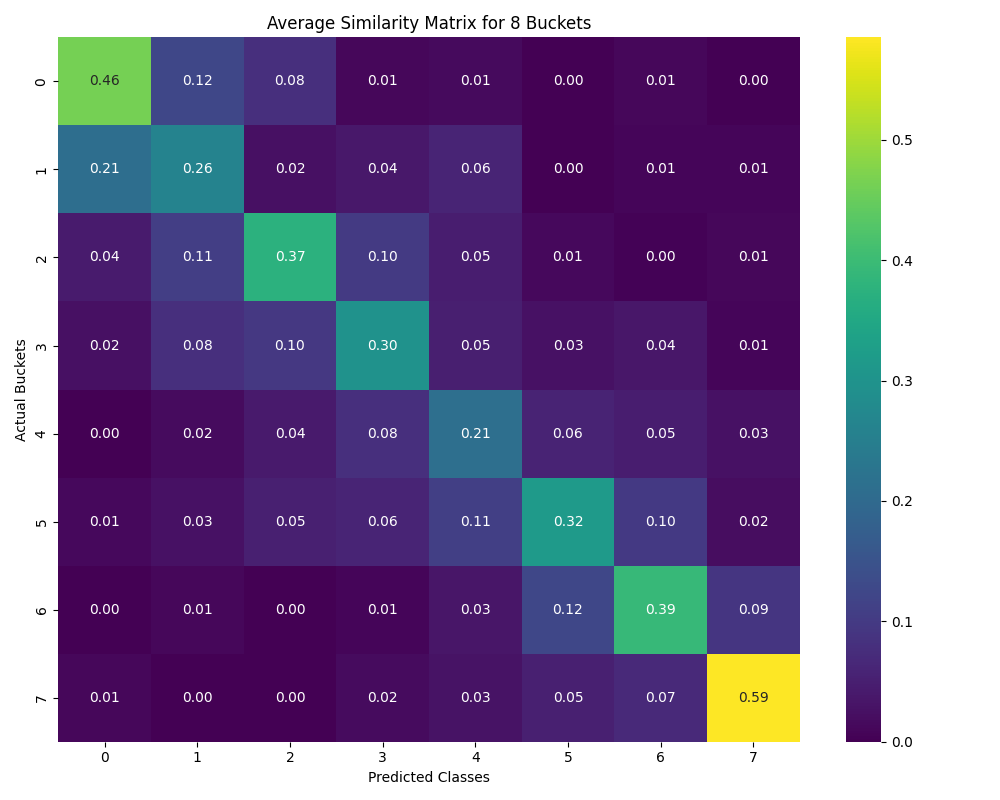 Average Similarity Matrix for 8 Buckets
0 0.46 0.12 0.08 0.01 0.01 0.00 0.01 0.00
1 0.21 0.26 0.02 0.04 0.06 0.00 0.01 0.01
2 0.04 0.11 0.37 0.10 0.05 0.01 0.00 0.01
3 0.02 0.08 0.10 0.30 0.05 0.03 0.04 0.01
4 0.00 0.02 0.04 0.08 0.21 0.06 0.05 0.03
5 0.01 0.03 0.05 0.06 0.11 0.32 0.10 0.02
6 0.00 0.01 0.00 0.01 0.03 0.12 0.39 0.09
7 0.01 0.00 0.00 0.02 0.03 0.05 0.07 0.59
0 1 2 3 4 5 6 7
Predicted Classes
Actual Buckets
0.5
0.4
0.3
0.2
0.1
0.0